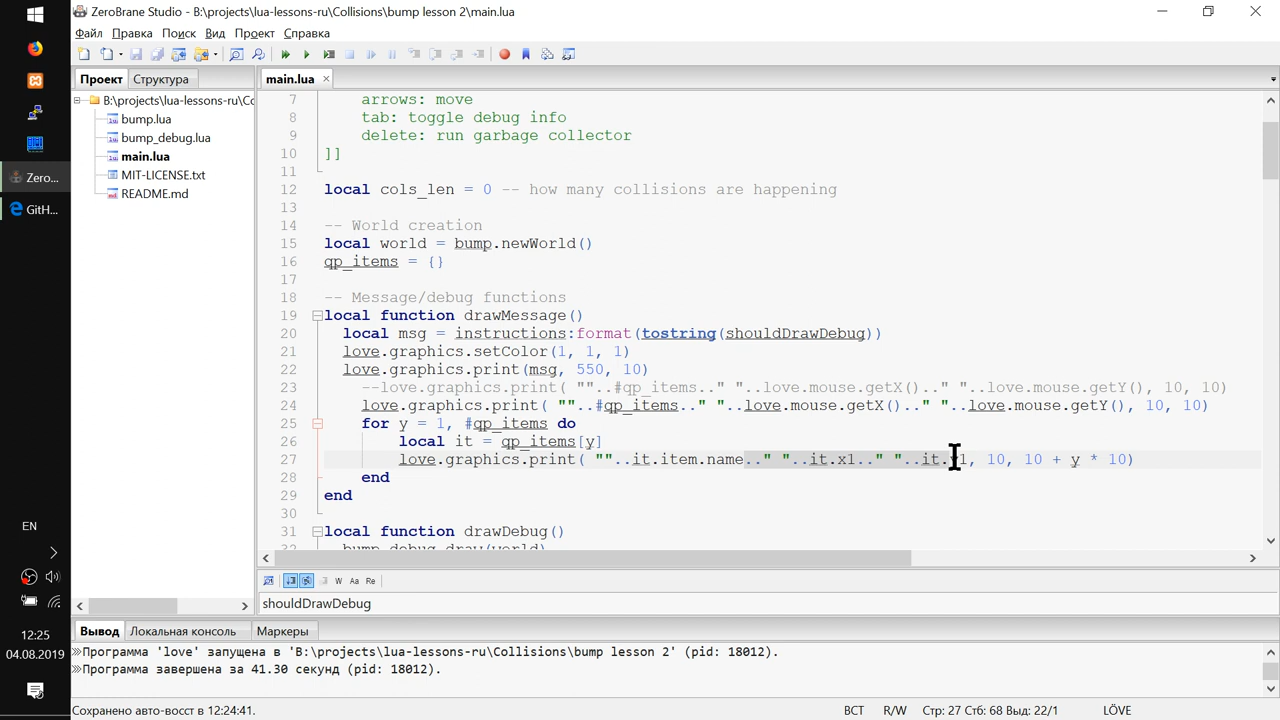 ZeroBrane Studio - B:\projects\lua-lessons-ru\Collisions\bump lesson 2\main.lua
Файл Правка Поиск Вид Проект Справка
Проект Структура
main.lua
B:\projects\lua-lessons-ru\Cc
bump.lua
bump_debug.lua
main.lua
MIT-LICENSE.txt
README.md
7 arrows: move
8 tab: toggle debug info
9 delete: run garbage collector
10 ]]
11
12 local cols_len = 0 -- how many collisions are happening
13
14 -- World creation
15 local world = bump.newWorld()
16 qp_items = {}
17
18 -- Message/debug functions
19 local function drawMessage()
20 local msg = instructions:format(tostring(shouldDrawDebug))
21 love.graphics.setColor(1, 1, 1)
22 love.graphics.print(msg, 550, 10)
23 --love.graphics.print( ""..#qp_items.." "..love.mouse.getX().." "..love.mouse.getY(), 10, 10)
24 love.graphics.print( ""..#qp_items.." "..love.mouse.getX().." "..love.mouse.getY(), 10, 10)
25 for y = 1, #qp_items do
26 local it = qp_items[y]
27 love.graphics.print( ""..it.item.name.." "..it.x1.." "..it.y1, 10, 10 + y * 10)
28 end
29 end
30
31 local function drawDebug()
32 bump_debug.draw(world)
Zero...
GitH...
EN
12:25
04.08.2019
W Aa Re
shouldDrawDebug
Вывод Локальная консоль Маркеры
Программа 'love' запущена в 'B:\projects\lua-lessons-ru\Collisions\bump lesson 2' (pid: 18012).
Программа завершена за 41.30 секунд (pid: 18012).
Сохранено авто-восст в 12:24:41. ВСТ R/W Стр: 27 Стб: 68 Выд: 22/1 LÖVE